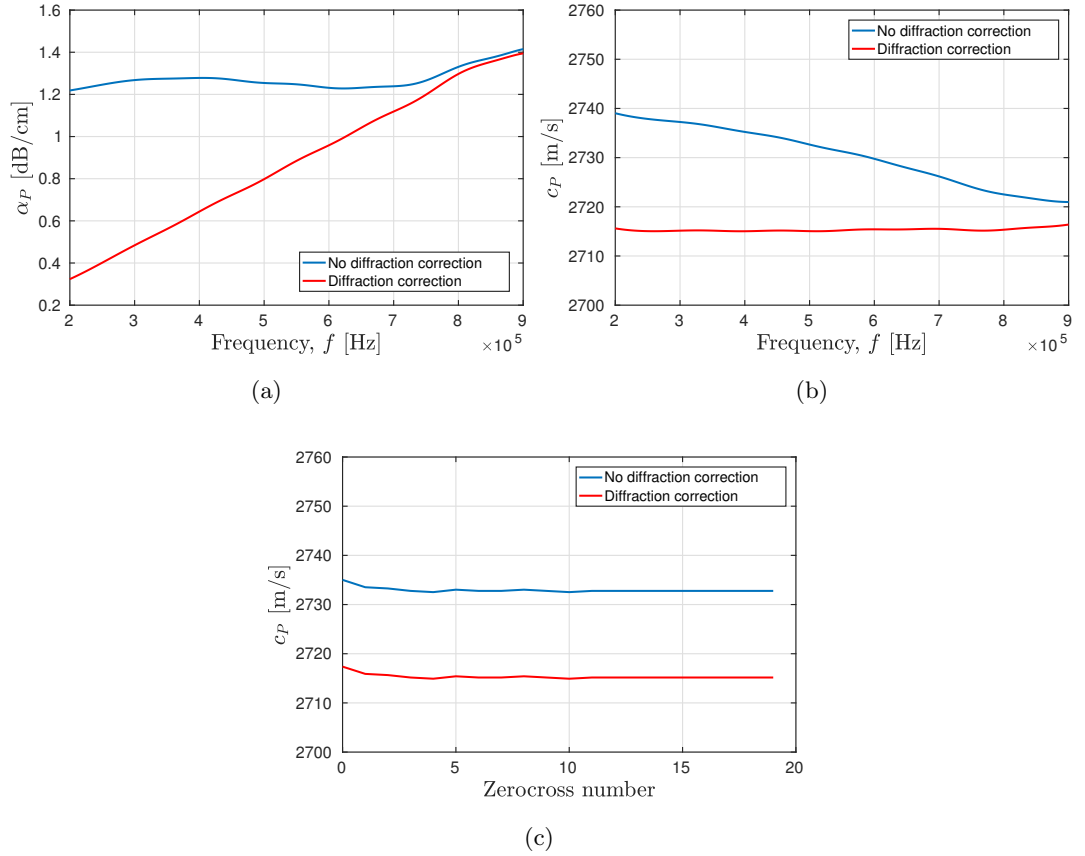 1.6
1.4
1.2
1
0.8
0.6
0.4
0.2
α_P [dB/cm]
No diffraction correction
Diffraction correction
2 3 4 5 6 7 8 9
Frequency, f [Hz] ×10^5
(a)
2760
2750
2740
2730
2720
2710
2700
c_P [m/s]
No diffraction correction
Diffraction correction
2 3 4 5 6 7 8 9
Frequency, f [Hz] ×10^5
(b)
2760
2750
2740
2730
2720
2710
2700
c_P [m/s]
No diffraction correction
Diffraction correction
0 5 10 15 20
Zerocross number
(c)